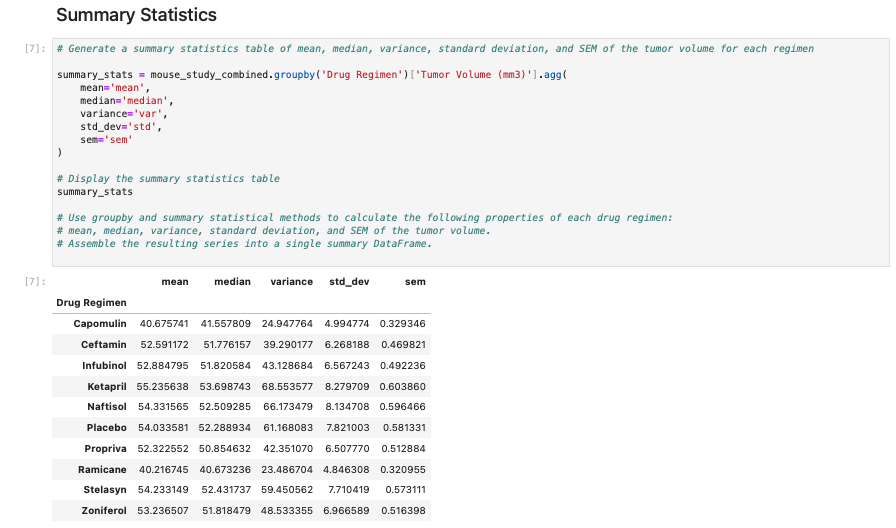 Summary Statistics
[7]: # Generate a summary statistics table of mean, median, variance, standard deviation, and SEM of the tumor volume for each regimen
summary_stats = mouse_study_combined.groupby('Drug Regimen')['Tumor Volume (mm3)'].agg(
mean='mean',
median='median',
variance='var',
std_dev='std',
sem='sem'
)
# Display the summary statistics table
summary_stats
# Use groupby and summary statistical methods to calculate the following properties of each drug regimen:
# mean, median, variance, standard deviation, and SEM of the tumor volume.
# Assemble the resulting series into a single summary DataFrame.
[7]: mean median variance std_dev sem
Drug Regimen
Capomulin 40.675741 41.557809 24.947764 4.994774 0.329346
Ceftamin 52.591172 51.776157 39.290177 6.268188 0.469821
Infubinol 52.884795 51.820584 43.128684 6.567243 0.492236
Ketapril 55.235638 53.698743 68.553577 8.279709 0.603860
Naftisol 54.331565 52.509285 66.173479 8.134708 0.596466
Placebo 54.033581 52.288934 61.168083 7.821003 0.581331
Propriva 52.322552 50.854632 42.351070 6.507770 0.512884
Ramicane 40.216745 40.673236 23.486704 4.846308 0.320955
Stelasyn 54.233149 52.431737 59.450562 7.710419 0.573111
Zoniferol 53.236507 51.818479 48.533355 6.966589 0.516398